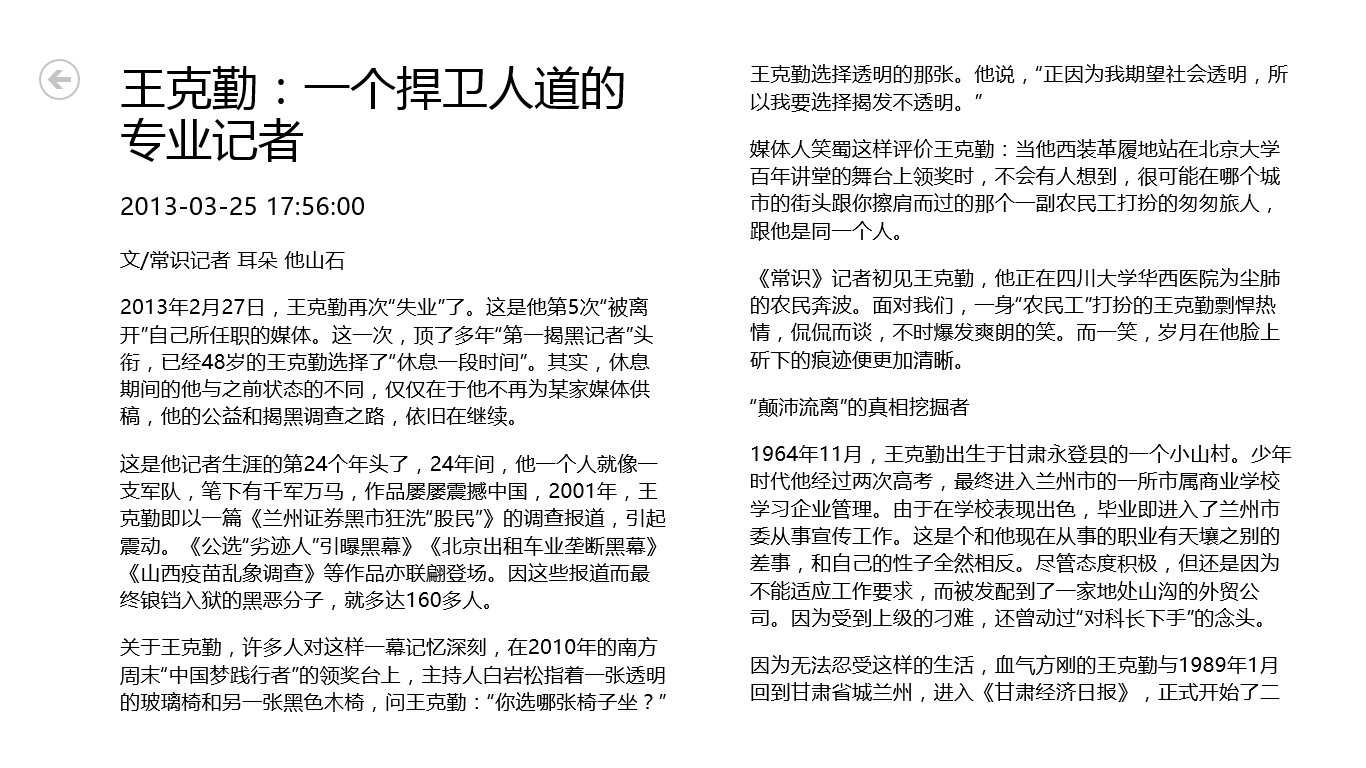 王克勤：一个捍卫人道的
专业记者
2013-03-25 17:56:00
文/常识记者 耳朵 他山石
2013年2月27日，王克勤再次“失业”了。这是他第5次“被离
开”自己所任职的媒体。这一次，顶了多年“第一揭黑记者”头
衔，已经48岁的王克勤选择了“休息一段时间”。其实，休息
期间的他与之前状态的不同，仅仅在于他不再为某家媒体供
稿，他的公益和揭黑调查之路，依旧在继续。
这是他记者生涯的第24个年头了，24年间，他一个人就像一
支军队，笔下有千军万马，作品屡屡震撼中国，2001年，王
克勤即以一篇《兰州证券黑市狂洗“股民”》的调查报道，引起
震动。《公选“劣迹人”引曝黑幕》《北京出租车业垄断黑幕》
《山西疫苗乱象调查》等作品亦联翩登场。因这些报道而最
终锒铛入狱的黑恶分子，就多达160多人。
关于王克勤，许多人对这样一幕记忆深刻，在2010年的南方
周末“中国梦践行者”的领奖台上，主持人白岩松指着一张透明
的玻璃椅和另一张黑色木椅，问王克勤：“你选哪张椅子坐？”
王克勤选择透明的那张。他说，“正因为我期望社会透明，所
以我要选择揭发不透明。”
媒体人笑蜀这样评价王克勤：当他西装革履地站在北京大学
百年讲堂的舞台上领奖时，不会有人想到，很可能在哪个城
市的街头跟你擦肩而过的那个一副农民工打扮的匆匆旅人，
跟他是同一个人。
《常识》记者初见王克勤，他正在四川大学华西医院为尘肺
的农民奔波。面对我们，一身“农民工”打扮的王克勤剽悍热
情，侃侃而谈，不时爆发爽朗的笑。而一笑，岁月在他脸上
斫下的痕迹便更加清晰。
“颠沛流离”的真相挖掘者
1964年11月，王克勤出生于甘肃永登县的一个小山村。少年
时代他经过两次高考，最终进入兰州市的一所市属商业学校
学习企业管理。由于在学校表现出色，毕业即进入了兰州市
委从事宣传工作。这是个和他现在从事的职业有天壤之别的
差事，和自己的性子全然相反。尽管态度积极，但还是因为
不能适应工作要求，而被发配到了一家地处山沟的外贸公
司。因为受到上级的刁难，还曾动过“对科长下手”的念头。
因为无法忍受这样的生活，血气方刚的王克勤与1989年1月
回到甘肃省城兰州，进入《甘肃经济日报》，正式开始了二